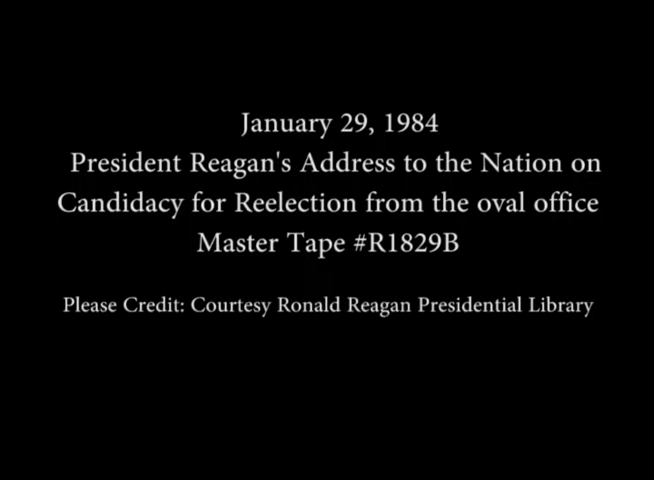 January 29, 1984
President Reagan's Address to the Nation on
Candidacy for Reelection from the oval office
Master Tape #R1829B
Please Credit: Courtesy Ronald Reagan Presidential Library